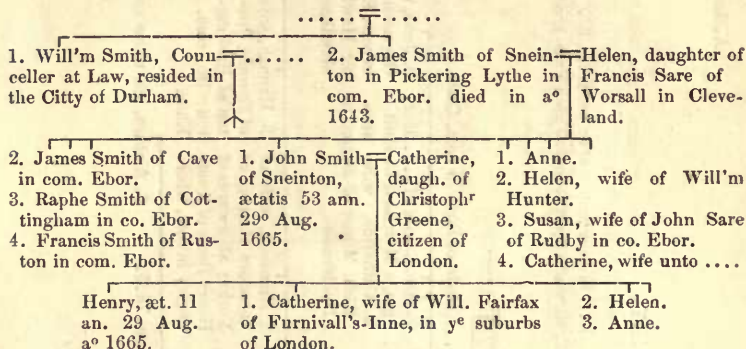 1. Will'm Smith, Coun-
celler at Law, resided in
the Citty of Durham.
2. James Smith of Snein-
ton in Pickering Lythe in
com. Ebor. died in aº
1643.
Helen, daughter of
Francis Sare of
Worsall in Cleve-
land.
2. James Smith of Cave
in com. Ebor.
3. Raphe Smith of Cot-
tingham in co. Ebor.
4. Francis Smith of Rus-
ton in com. Ebor.
1. John Smith
of Sneinton,
ætatis 53 ann.
29º Aug.
1665.
Catherine,
daugh. of
Christophʳ
Greene,
citizen of
London.
1. Anne.
2. Helen, wife of Will'm
Hunter.
3. Susan, wife of John Sare
of Rudby in co. Ebor.
4. Catherine, wife unto ....
Henry, æt. 11
an. 29 Aug.
aº 1665.
1. Catherine, wife of Will. Fairfax
of Furnivall's-Inne, in yᵉ suburbs
of London.
2. Helen.
3. Anne.